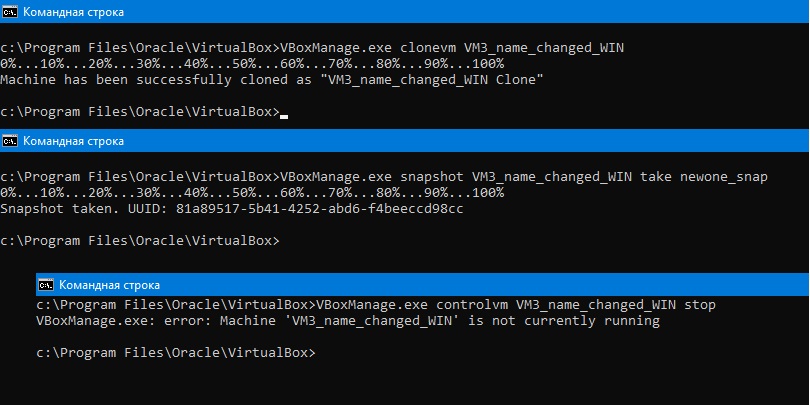 Командная строка
c:\Program Files\Oracle\VirtualBox>VBoxManage.exe clonevm VM3_name_changed_WIN
0%...10%...20%...30%...40%...50%...60%...70%...80%...90%...100%
Machine has been successfully cloned as "VM3_name_changed_WIN Clone"
c:\Program Files\Oracle\VirtualBox>
Командная строка
c:\Program Files\Oracle\VirtualBox>VBoxManage.exe snapshot VM3_name_changed_WIN take newone_snap
0%...10%...20%...30%...40%...50%...60%...70%...80%...90%...100%
Snapshot taken. UUID: 81a89517-5b41-4252-abd6-f4beeccd98cc
c:\Program Files\Oracle\VirtualBox>
Командная строка
c:\Program Files\Oracle\VirtualBox>VBoxManage.exe controlvm VM3_name_changed_WIN stop
VBoxManage.exe: error: Machine 'VM3_name_changed_WIN' is not currently running
c:\Program Files\Oracle\VirtualBox>